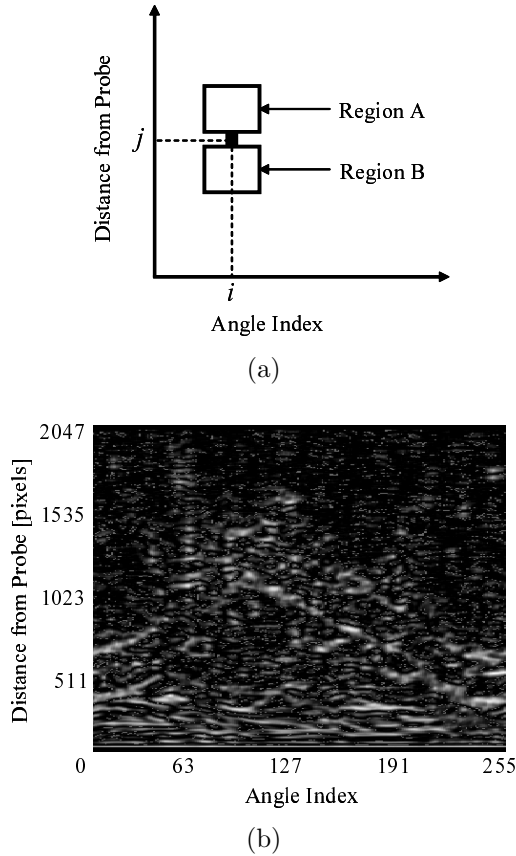 Distance from Probe
j
Region A
Region B
i
Angle Index
(a)
Distance from Probe [pixels]
2047
1535
1023
511
0 63 127 191 255
Angle Index
(b)